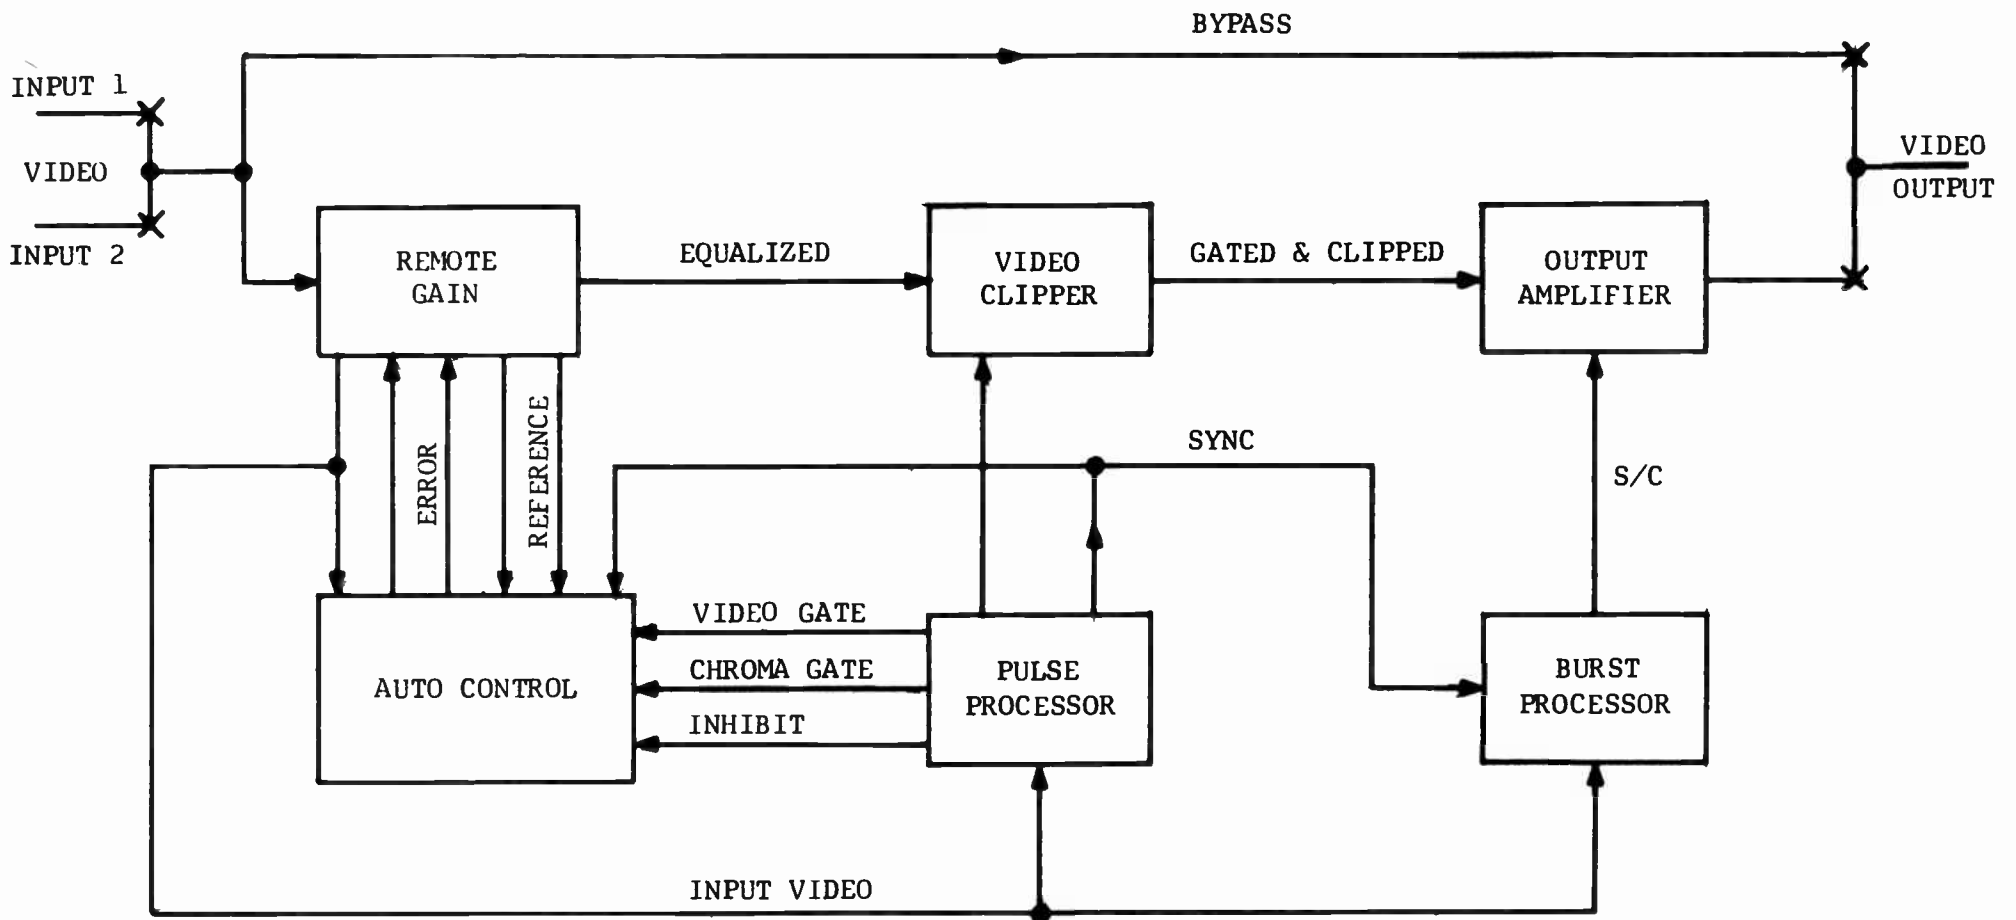 BYPASS
INPUT 1
VIDEO
INPUT 2
VIDEO
OUTPUT
REMOTE
GAIN
EQUALIZED
VIDEO
CLIPPER
GATED & CLIPPED
OUTPUT
AMPLIFIER
ERROR
REFERENCE
SYNC
S/C
AUTO CONTROL
VIDEO GATE
CHROMA GATE
INHIBIT
PULSE
PROCESSOR
BURST
PROCESSOR
INPUT VIDEO